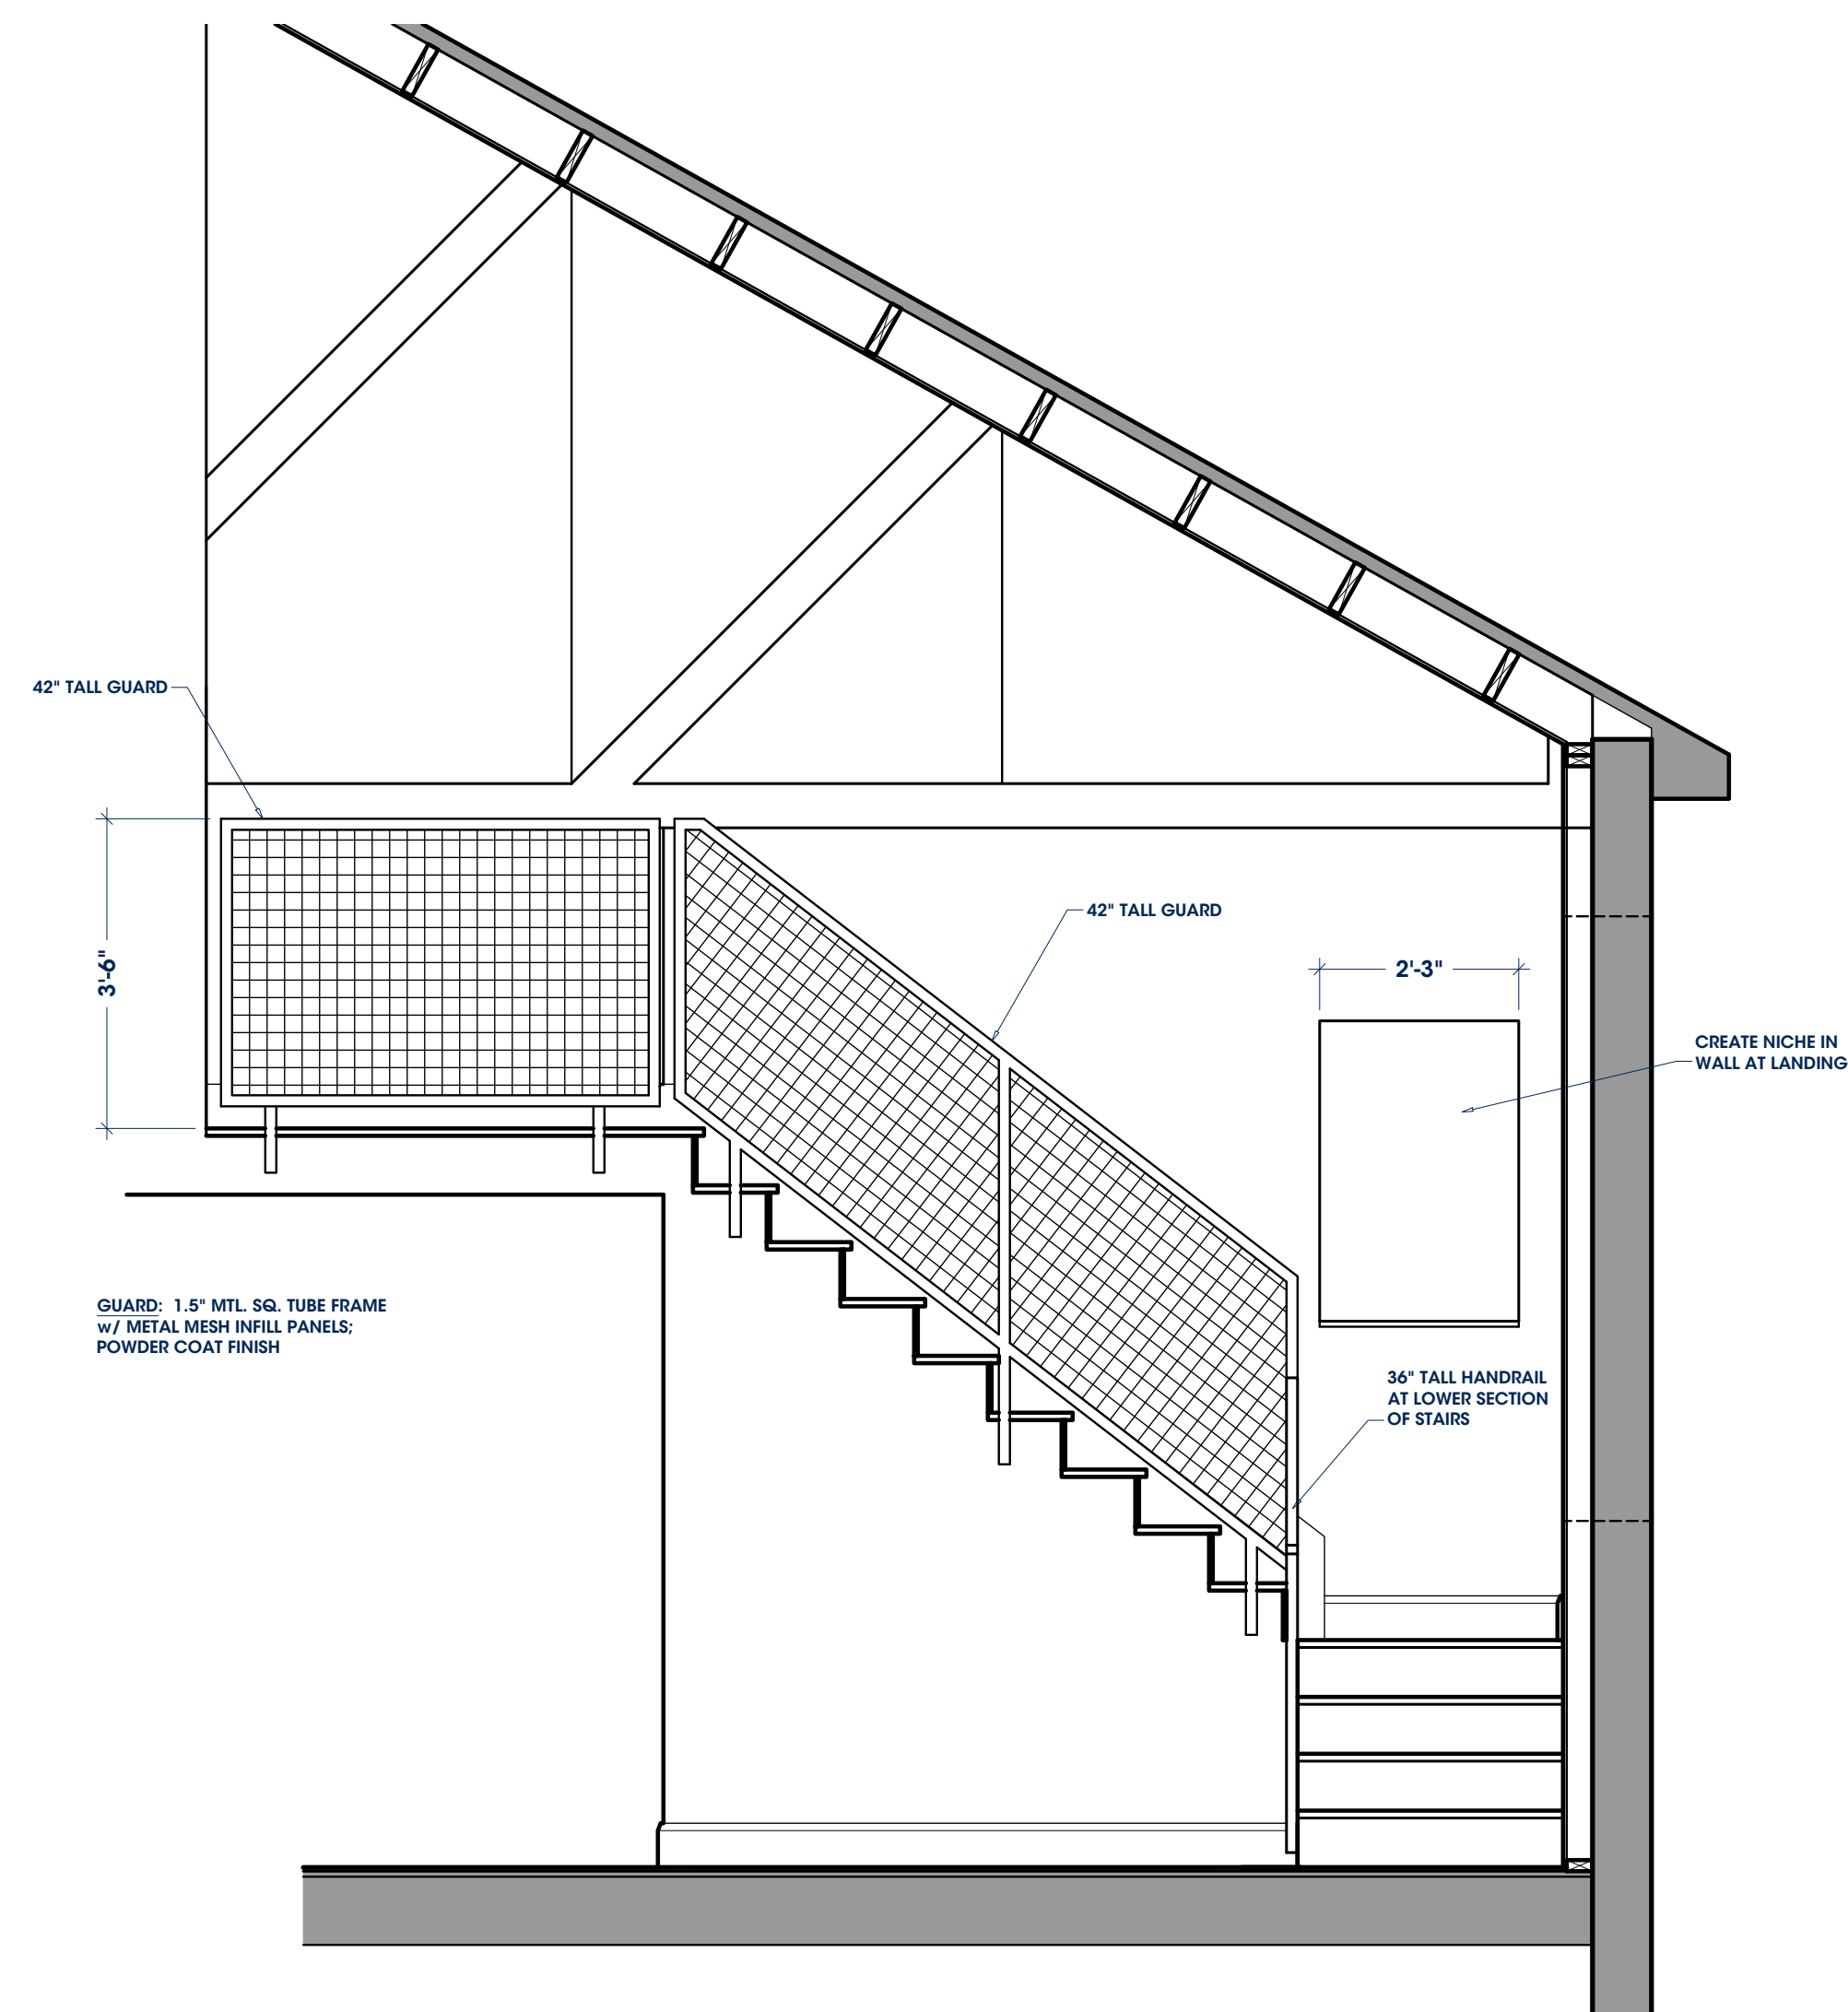 42" TALL GUARD
3'-6"
42" TALL GUARD
2'-3"
CREATE NICHE IN
WALL AT LANDING
GUARD: 1.5" MTL. SQ. TUBE FRAME
w/ METAL MESH INFILL PANELS;
POWDER COAT FINISH
36" TALL HANDRAIL
AT LOWER SECTION
OF STAIRS